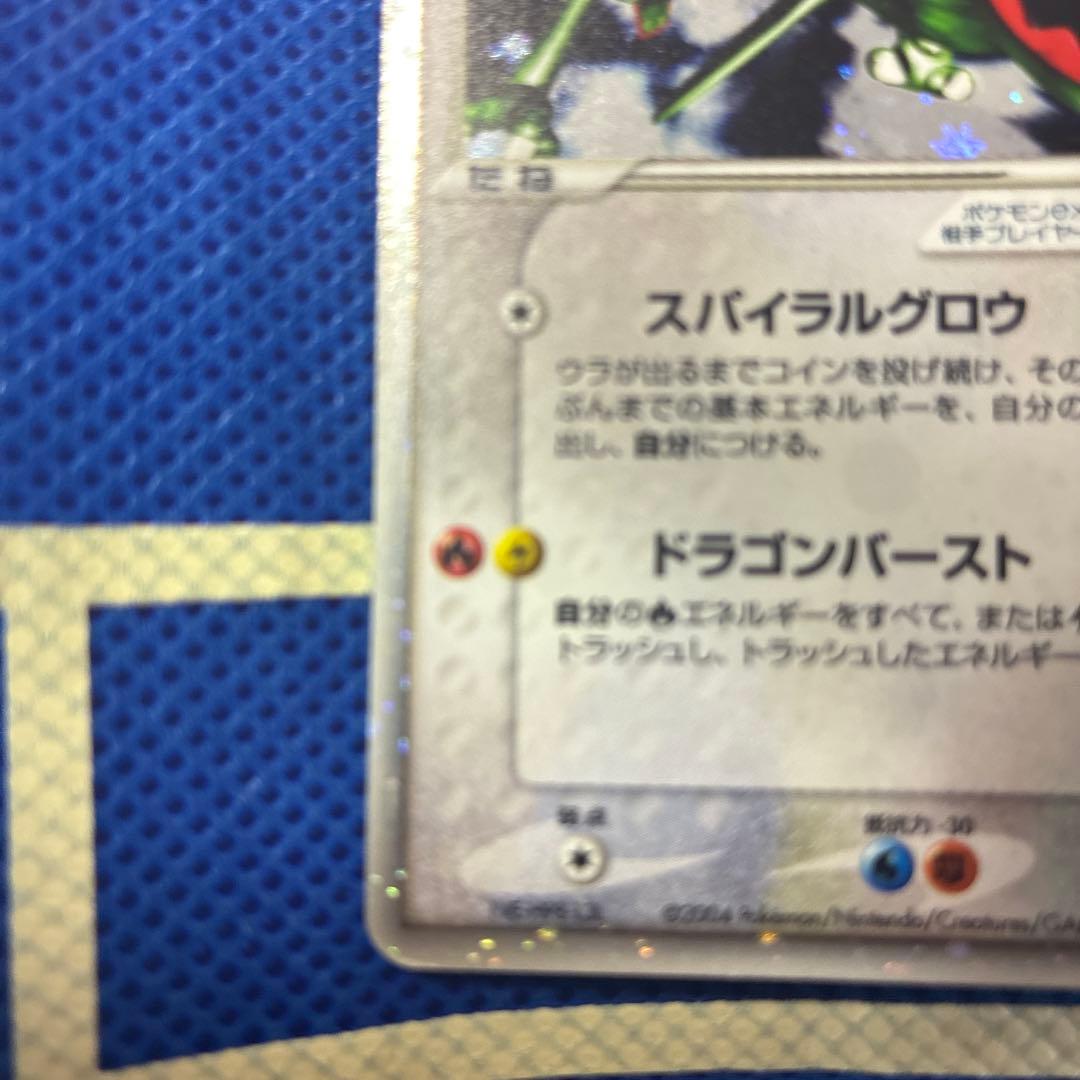 たね
ポケモンex
相手プレイヤー
スパイラルグロウ
ウラが出るまでコインを投げ続け、その
ぶんまでの基本エネルギーを、自分の
出し、自分につける。
ドラゴンバースト
自分の エネルギーをすべて、または
トラッシュし、トラッシュしたエネルギー
弱点
抵抗力 -30
©2004 Pokémon/Nintendo/Creatures/GA